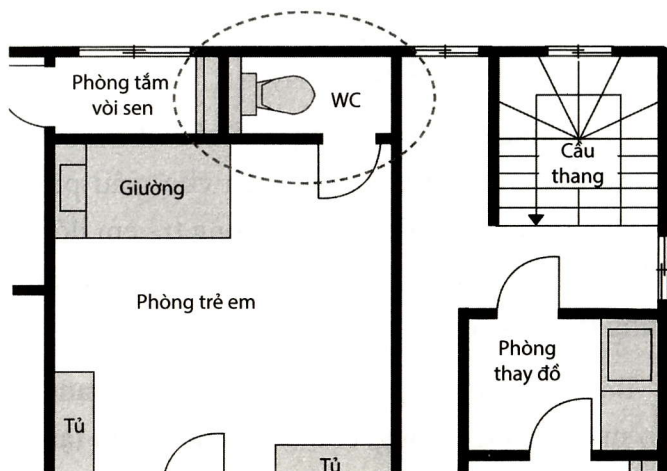 Phòng tắm
vòi sen
WC
Cầu
thang
Giường
Phòng trẻ em
Phòng
thay đồ
Tủ
Tủ